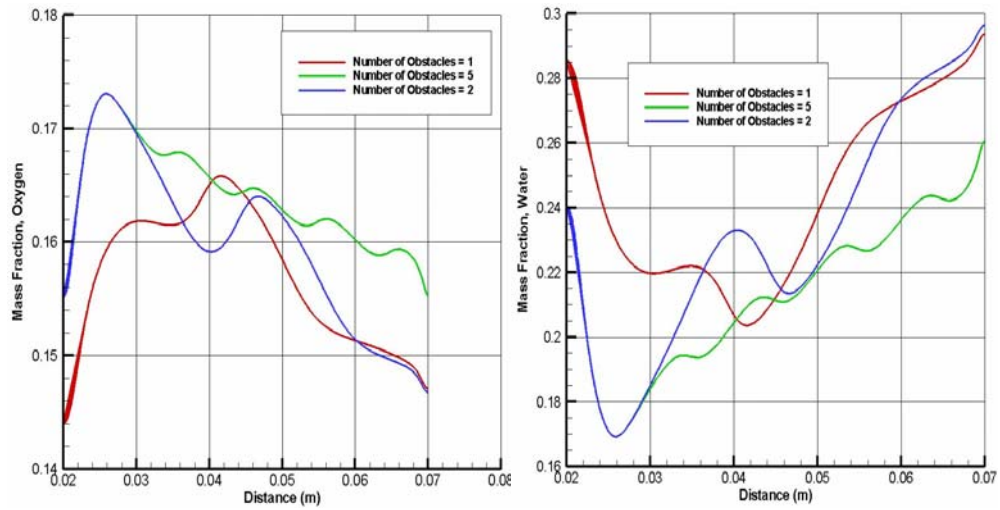 0.18
0.17
0.16
0.15
0.14
Mass Fraction, Oxygen
Number of Obstacles = 1
Number of Obstacles = 5
Number of Obstacles = 2
0.02 0.03 0.04 0.05 0.06 0.07 0.08
Distance (m)
0.3
0.28
0.26
0.24
0.22
0.2
0.18
0.16
Mass Fraction, Water
Number of Obstacles = 1
Number of Obstacles = 5
Number of Obstacles = 2
0.02 0.03 0.04 0.05 0.06 0.07
Distance (m)